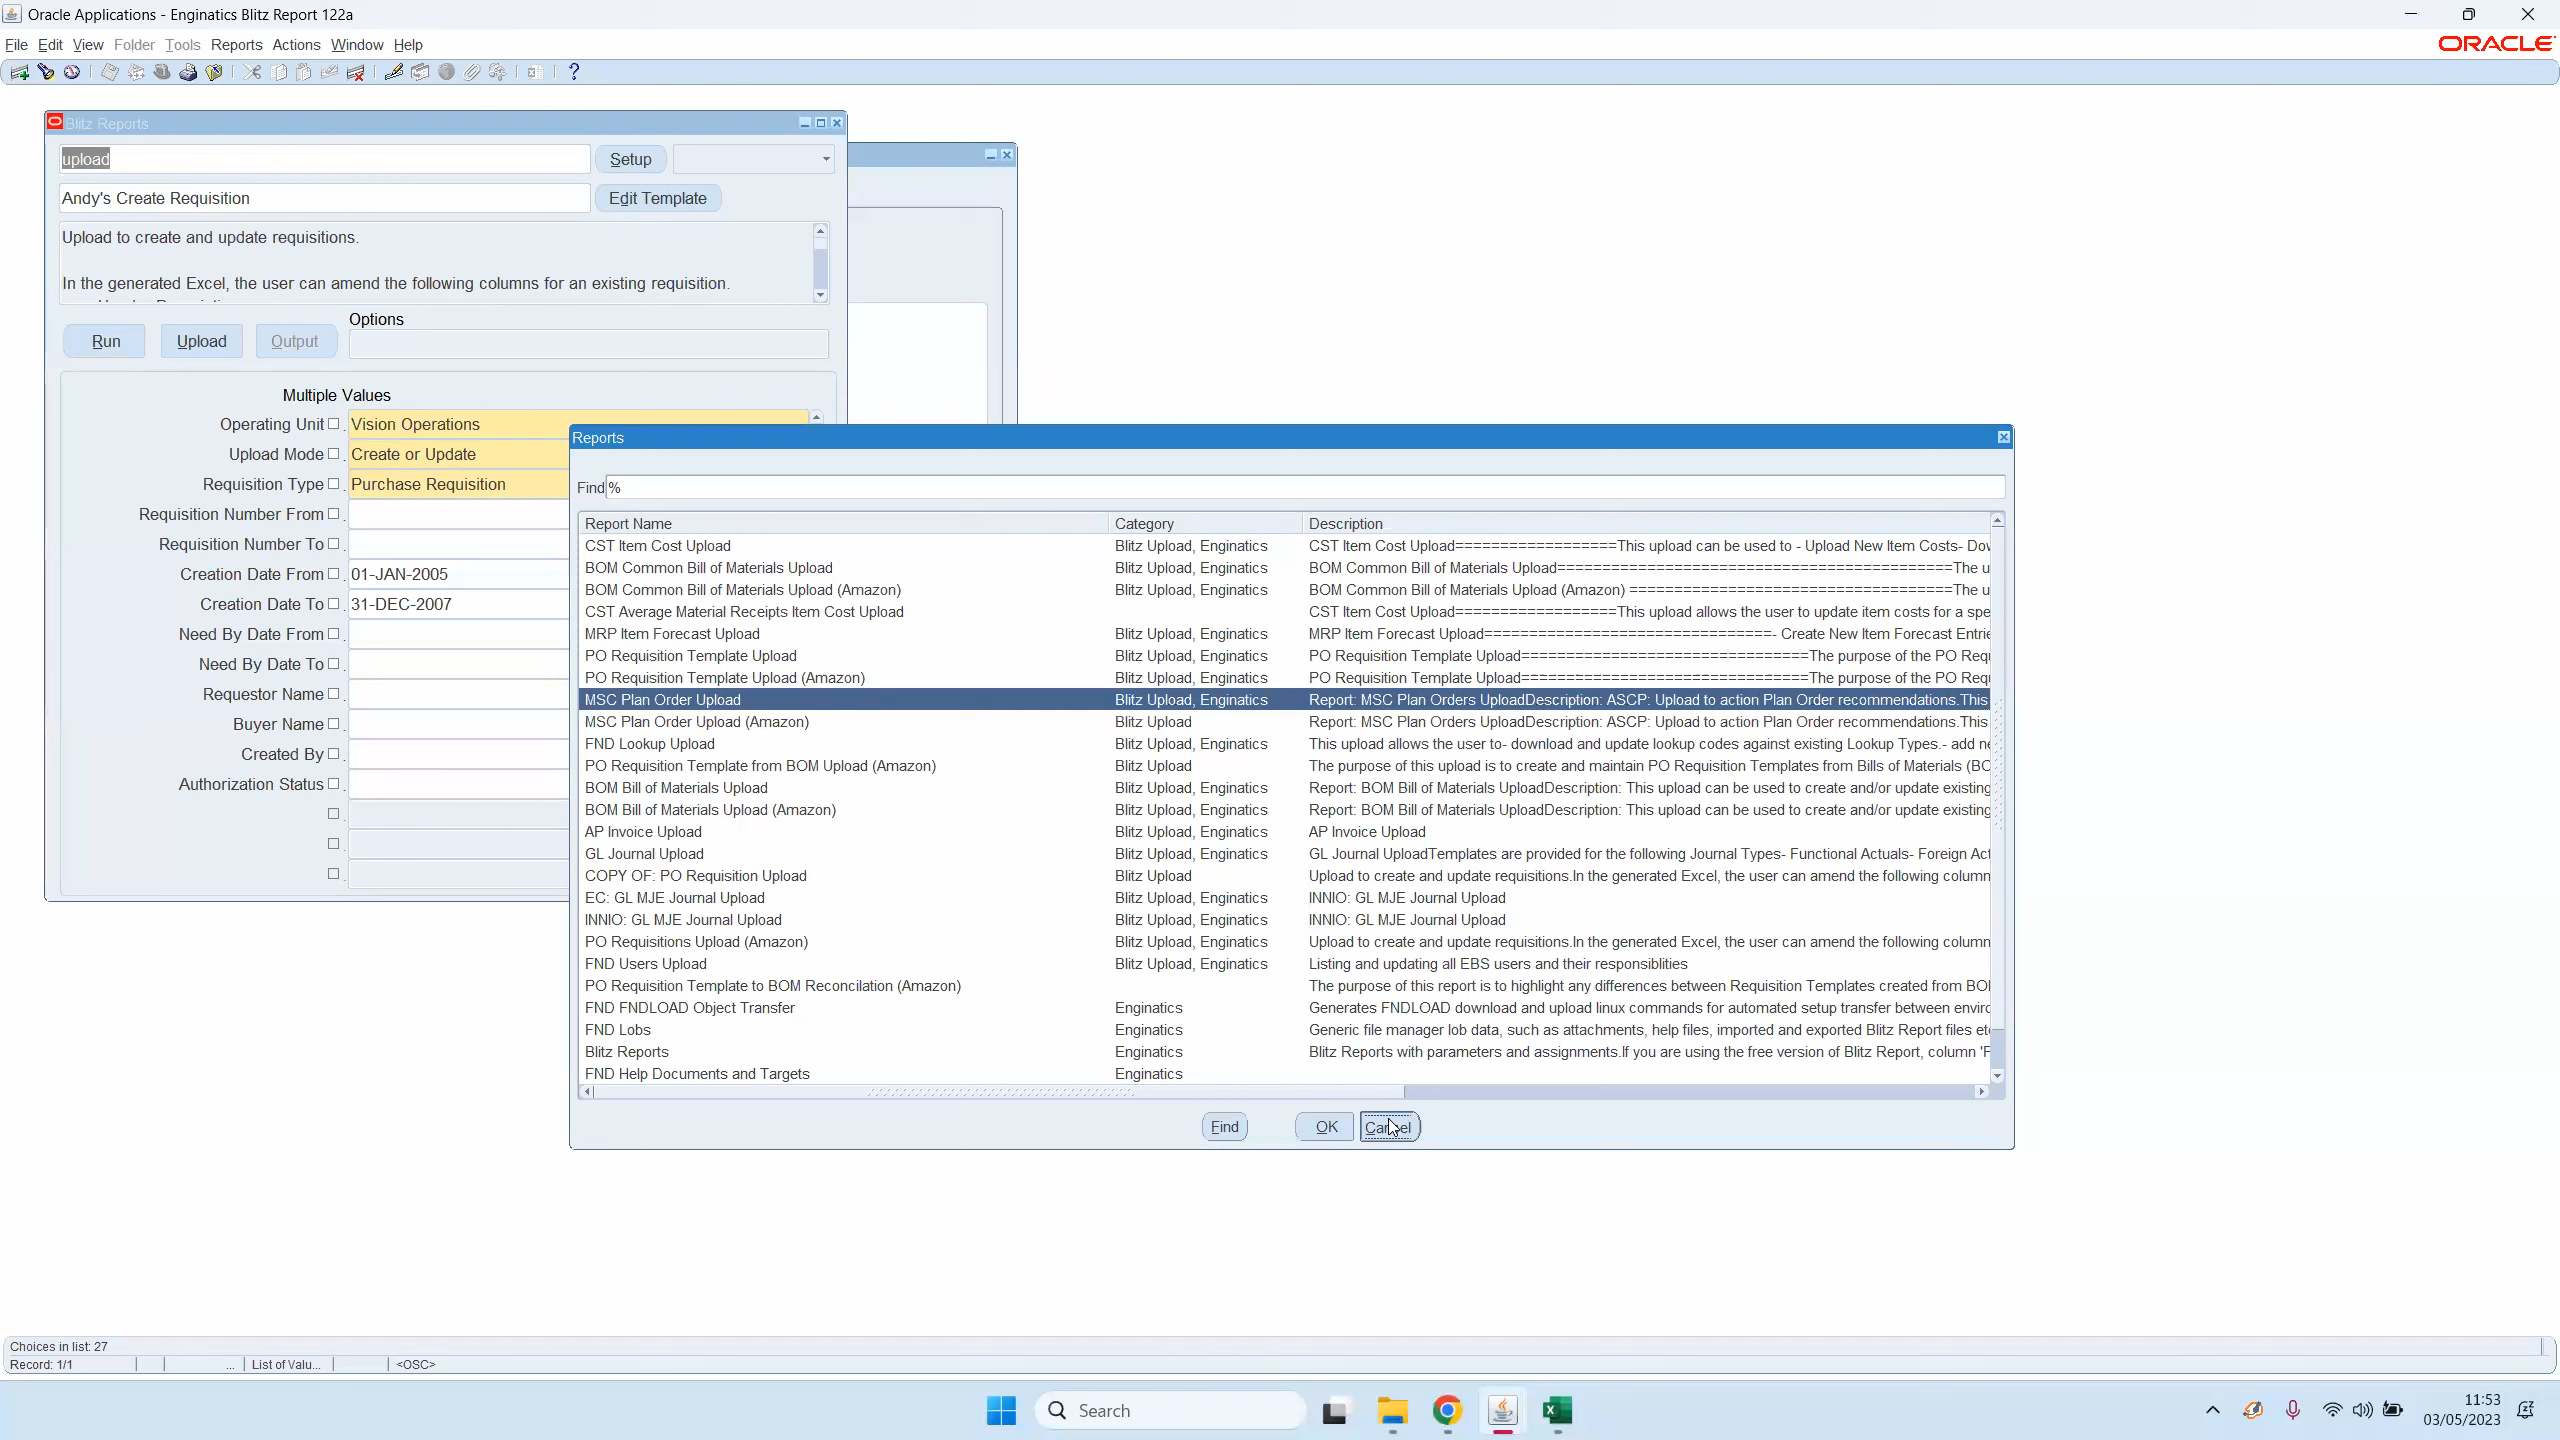 Oracle Applications - Enginatics Blitz Report 122a
File Edit View Folder Tools Reports Actions Window Help
ORACLE
Blitz Reports
upload
Setup
Andy's Create Requisition
Edit Template
Upload to create and update requisitions.
In the generated Excel, the user can amend the following columns for an existing requisition.
Options
Run Upload Output
Multiple Values
Operating Unit Vision Operations
Upload Mode Create or Update
Requisition Type Purchase Requisition
Requisition Number From
Requisition Number To
Creation Date From 01-JAN-2005
Creation Date To 31-DEC-2007
Need By Date From
Need By Date To
Requestor Name
Buyer Name
Created By
Authorization Status
Reports
Find %
Report Name Category Description
CST Item Cost Upload Blitz Upload, Enginatics CST Item Cost Upload==================This upload can be used to - Upload New Item Costs- Dov
BOM Common Bill of Materials Upload Blitz Upload, Enginatics BOM Common Bill of Materials Upload============================================The u
BOM Common Bill of Materials Upload (Amazon) Blitz Upload, Enginatics BOM Common Bill of Materials Upload (Amazon) ====================================The u
CST Average Material Receipts Item Cost Upload CST Item Cost Upload==================This upload allows the user to update item costs for a spe
MRP Item Forecast Upload Blitz Upload, Enginatics MRP Item Forecast Upload================================- Create New Item Forecast Entrie
PO Requisition Template Upload Blitz Upload, Enginatics PO Requisition Template Upload================================The purpose of the PO Requ
PO Requisition Template Upload (Amazon) Blitz Upload, Enginatics PO Requisition Template Upload================================The purpose of the PO Requ
MSC Plan Order Upload Blitz Upload, Enginatics Report: MSC Plan Orders UploadDescription: ASCP: Upload to action Plan Order recommendations.This
MSC Plan Order Upload (Amazon) Blitz Upload Report: MSC Plan Orders UploadDescription: ASCP: Upload to action Plan Order recommendations.This
FND Lookup Upload Blitz Upload, Enginatics This upload allows the user to- download and update lookup codes against existing Lookup Types.- add ne
PO Requisition Template from BOM Upload (Amazon) Blitz Upload The purpose of this upload is to create and maintain PO Requisition Templates from Bills of Materials (BC
BOM Bill of Materials Upload Blitz Upload, Enginatics Report: BOM Bill of Materials UploadDescription: This upload can be used to create and/or update existing
BOM Bill of Materials Upload (Amazon) Blitz Upload, Enginatics Report: BOM Bill of Materials UploadDescription: This upload can be used to create and/or update existing
AP Invoice Upload Blitz Upload, Enginatics AP Invoice Upload
GL Journal Upload Blitz Upload, Enginatics GL Journal UploadTemplates are provided for the following Journal Types- Functional Actuals- Foreign Act
COPY OF: PO Requisition Upload Blitz Upload Upload to create and update requisitions.In the generated Excel, the user can amend the following column
EC: GL MJE Journal Upload Blitz Upload, Enginatics INNIO: GL MJE Journal Upload
INNIO: GL MJE Journal Upload Blitz Upload, Enginatics INNIO: GL MJE Journal Upload
PO Requisitions Upload (Amazon) Blitz Upload, Enginatics Upload to create and update requisitions.In the generated Excel, the user can amend the following column
FND Users Upload Blitz Upload, Enginatics Listing and updating all EBS users and their responsiblities
PO Requisition Template to BOM Reconcilation (Amazon) The purpose of this report is to highlight any differences between Requisition Templates created from BOI
FND FNDLOAD Object Transfer Enginatics Generates FNDLOAD download and upload linux commands for automated setup transfer between enviro
FND Lobs Enginatics Generic file manager lob data, such as attachments, help files, imported and exported Blitz Report files etc
Blitz Reports Enginatics Blitz Reports with parameters and assignments.If you are using the free version of Blitz Report, column 'F
FND Help Documents and Targets Enginatics
Find OK Cancel
Choices in list: 27
Record: 1/1 ... List of Valu... <OSC>
Search
11:53
03/05/2023